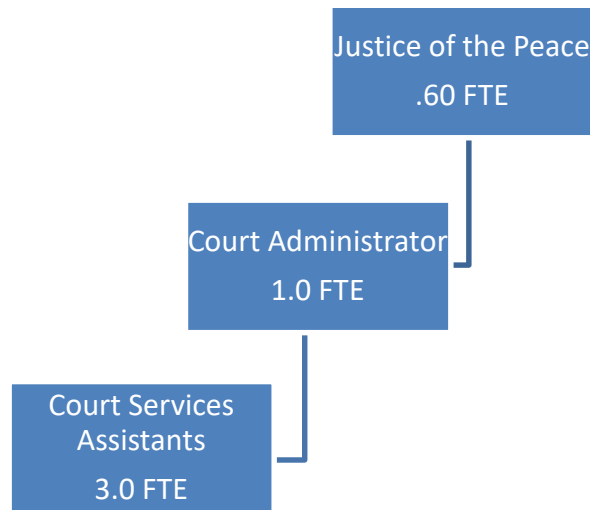 Justice of the Peace
.60 FTE
Court Administrator
1.0 FTE
Court Services
Assistants
3.0 FTE